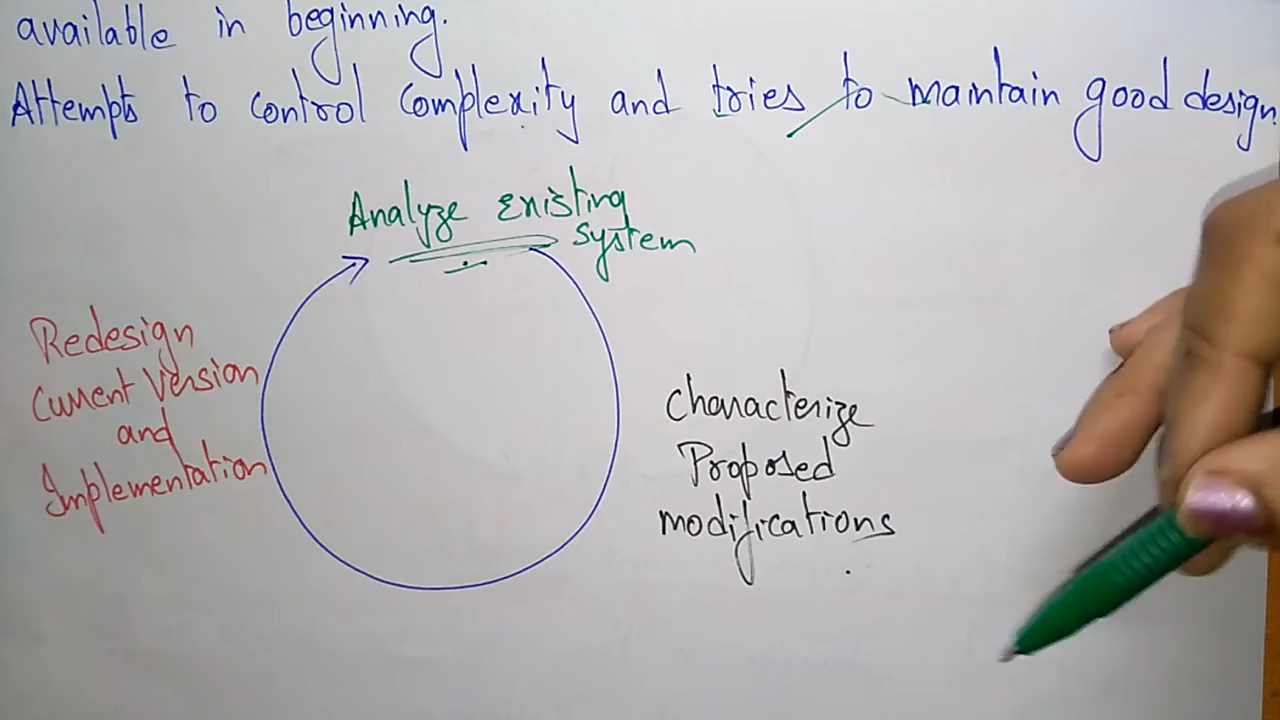 available in beginning.
Attempts to control complexity and tries to maintain good design.
Analyze Existing
System
Redesign
Current Version
and
Implementation
Characterize
Proposed
modifications